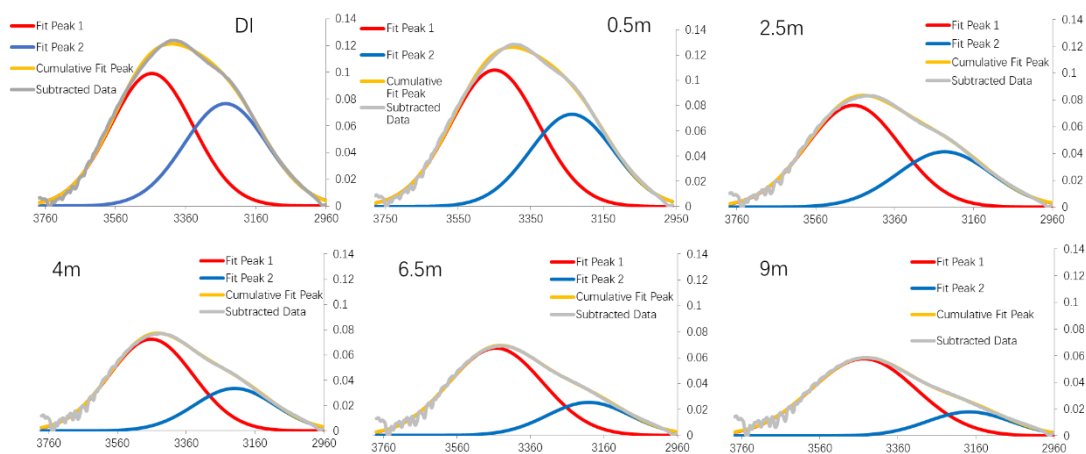 DI
Fit Peak 1
Fit Peak 2
Cumulative Fit Peak
Subtracted Data
0.14
0.12
0.1
0.08
0.06
0.04
0.02
0
3760 3560 3360 3160 2960
0.5m
Fit Peak 1
Fit Peak 2
Cumulative
Fit Peak
Subtracted
Data
0.14
0.12
0.1
0.08
0.06
0.04
0.02
0
3760 3560 3360 3160 2960
2.5m
Fit Peak 1
Fit Peak 2
Cumulative Fit Peak
Subtracted Data
0.14
0.12
0.1
0.08
0.06
0.04
0.02
0
3760 3560 3360 3160 2960
4m
Fit Peak 1
Fit Peak 2
Cumulative Fit Peak
Subtracted Data
0.14
0.12
0.1
0.08
0.06
0.04
0.02
0
3760 3560 3360 3160 2960
6.5m
Fit Peak 1
Fit Peak 2
Cumulative Fit Peak
Subtracted Data
0.14
0.12
0.1
0.08
0.06
0.04
0.02
0
3760 3560 3360 3160 2960
9m
Fit Peak 1
Fit Peak 2
Cumulative Fit Peak
Subtracted Data
0.14
0.12
0.1
0.08
0.06
0.04
0.02
0
3760 3560 3360 3160 2960